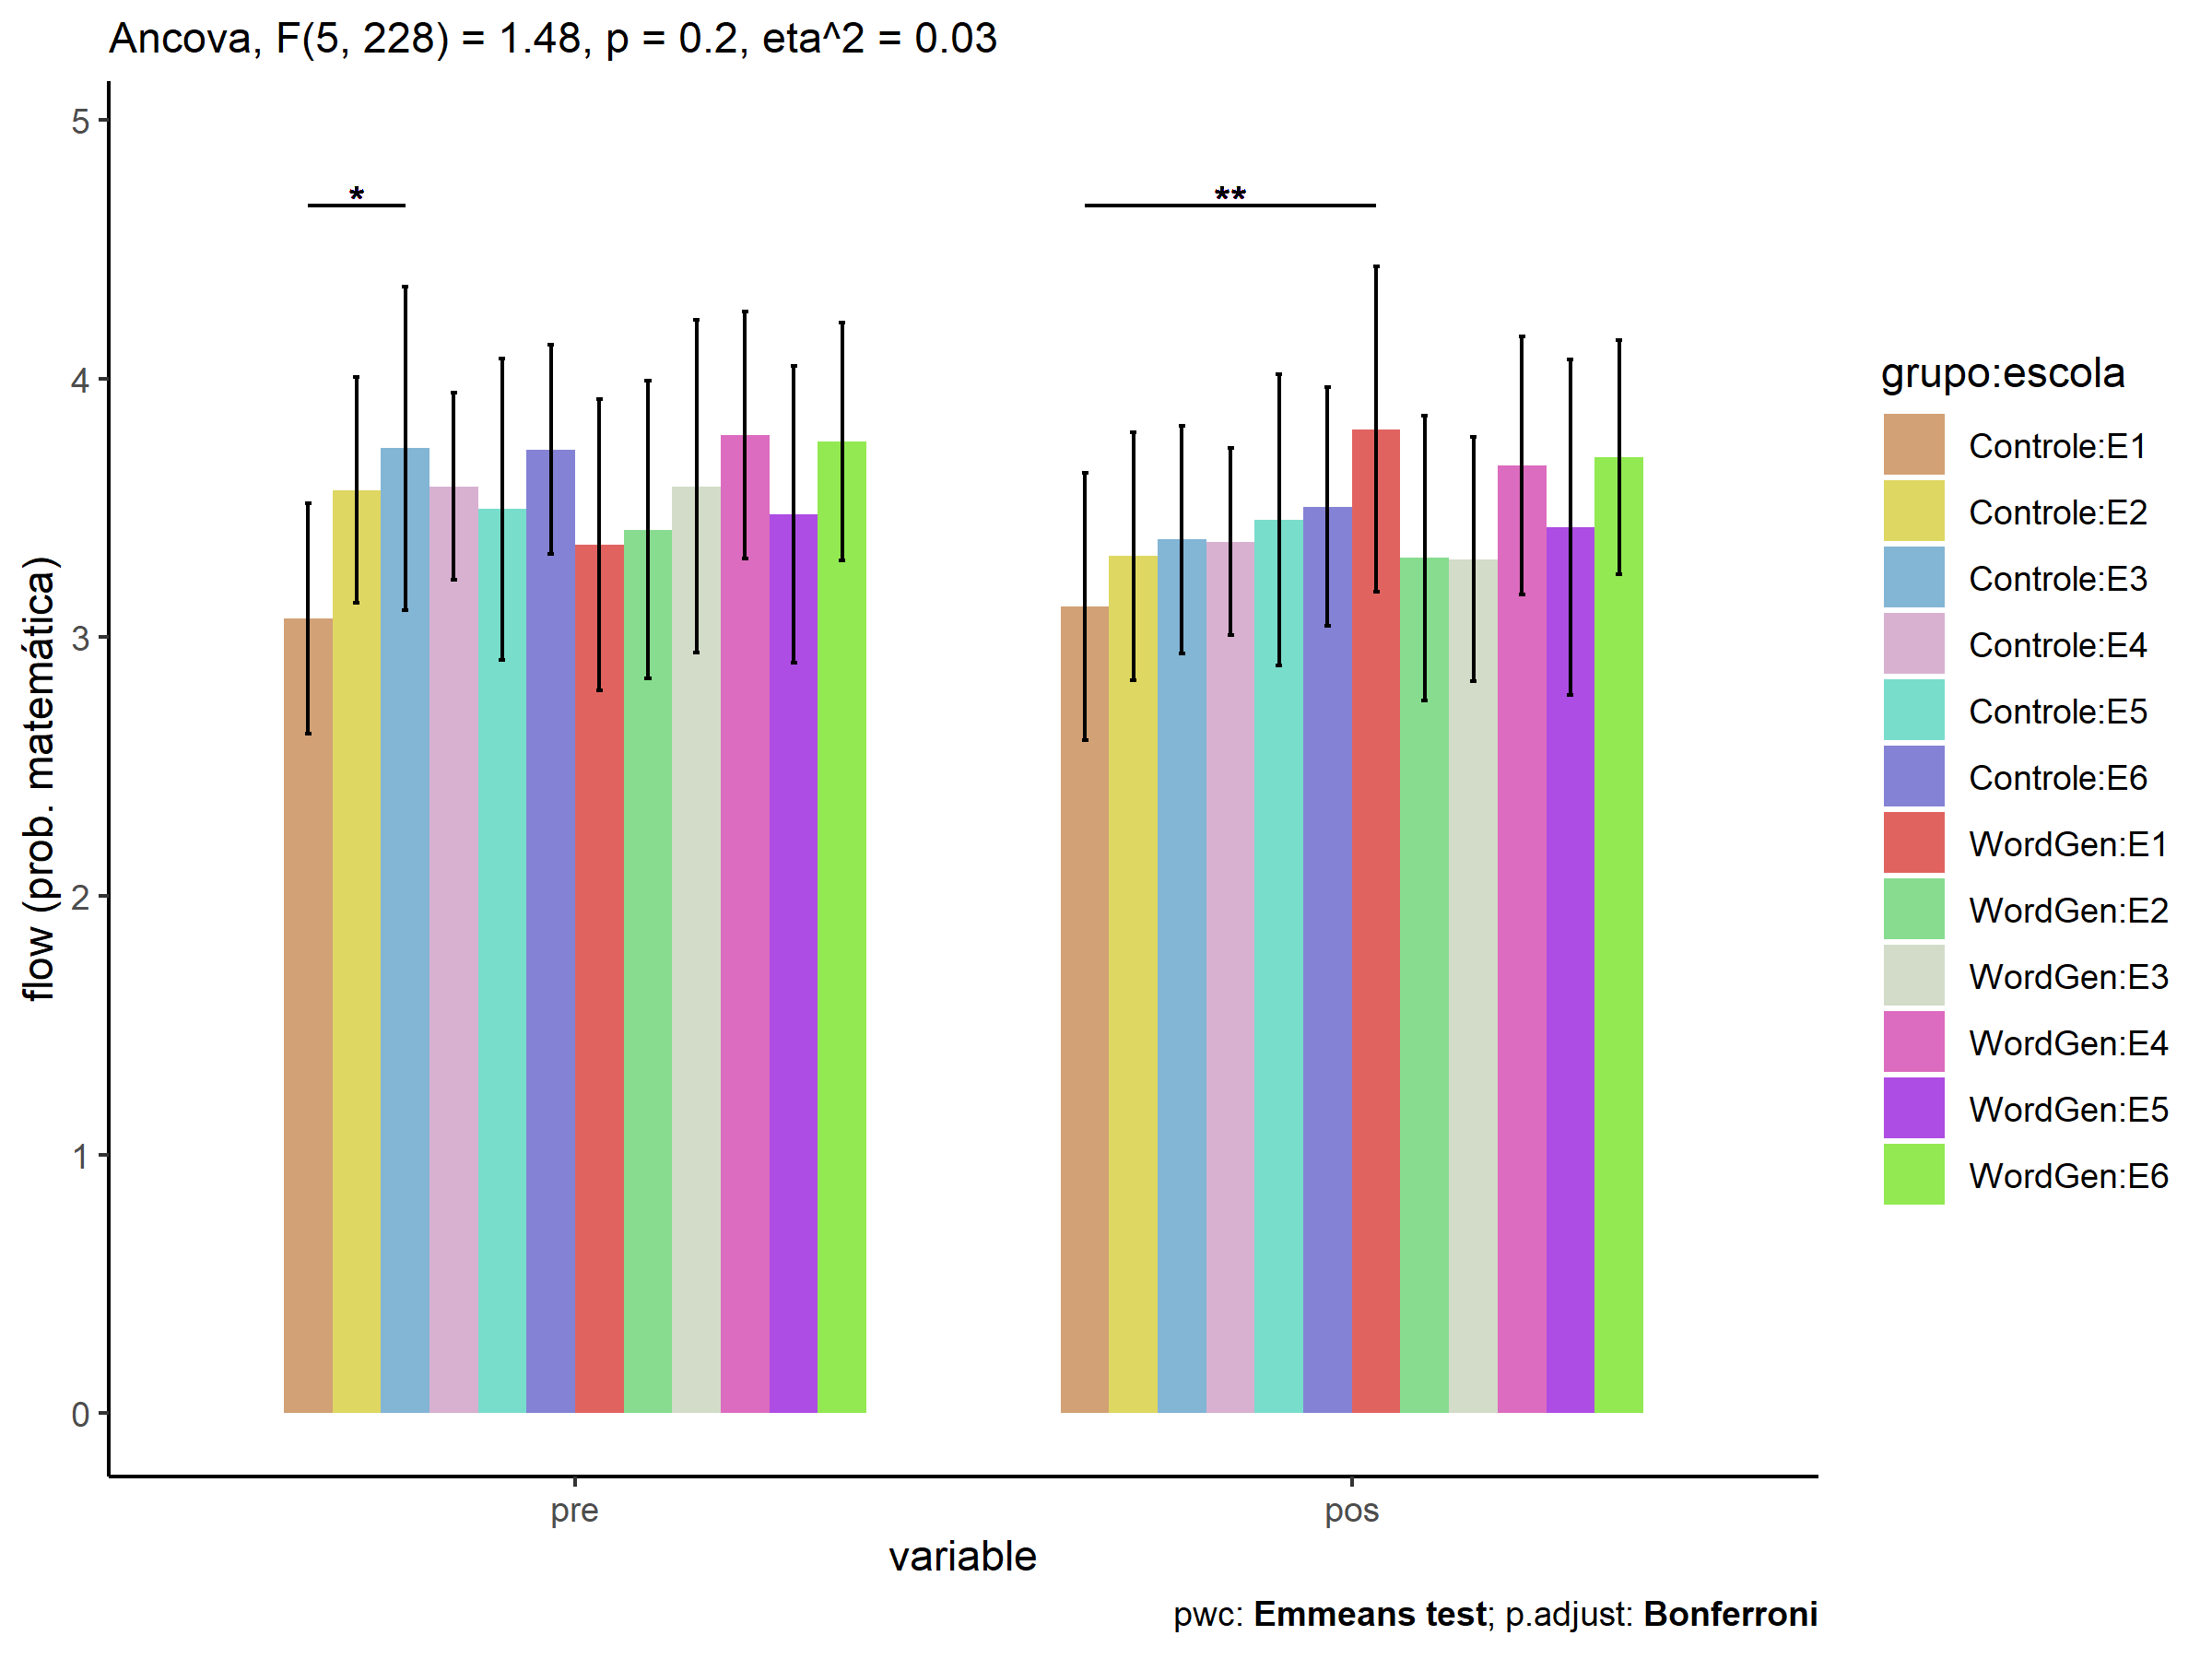 Ancova, F(5, 228) = 1.48, p = 0.2, eta^2 = 0.03
flow (prob. matemática)
5
4
3
2
1
0
*
**
pre
pos
variable
grupo:escola
Controle:E1
Controle:E2
Controle:E3
Controle:E4
Controle:E5
Controle:E6
WordGen:E1
WordGen:E2
WordGen:E3
WordGen:E4
WordGen:E5
WordGen:E6
pwc: Emmeans test; p.adjust: Bonferroni